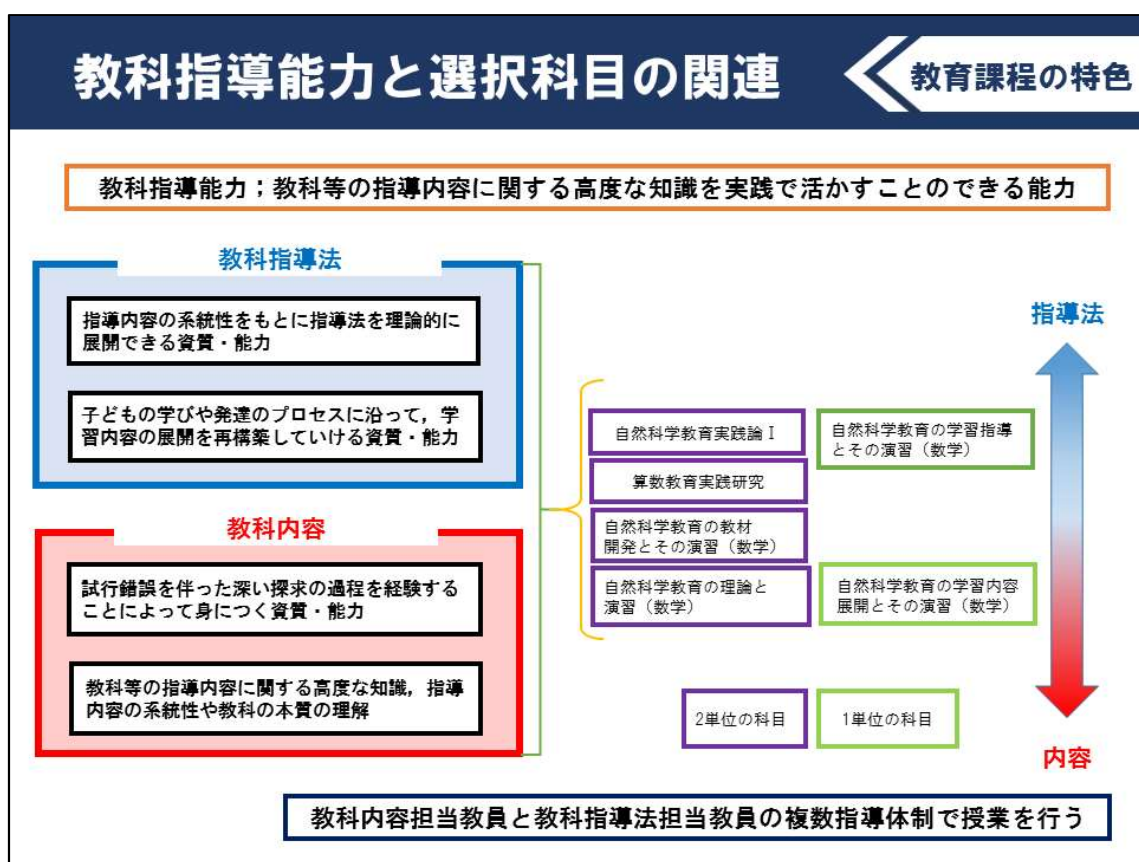 教科指導能力と選択科目の関連
教育課程の特色
教科指導能力；教科等の指導内容に関する高度な知識を実践で活かすことのできる能力
教科指導法
指導内容の系統性をもとに指導法を理論的に
展開できる資質・能力
子どもの学びや発達のプロセスに沿って，学
習内容の展開を再構築していける資質・能力
教科内容
試行錯誤を伴った深い探求の過程を経験する
ことによって身につく資質・能力
教科等の指導内容に関する高度な知識，指導
内容の系統性や教科の本質の理解
自然科学教育実践論Ⅰ
算数教育実践研究
自然科学教育の教材
開発とその演習（数学）
自然科学教育の理論と
演習（数学）
自然科学教育の学習指導
とその演習（数学）
自然科学教育の学習内容
展開とその演習（数学）
2単位の科目
1単位の科目
指導法
内容
教科内容担当教員と教科指導法担当教員の複数指導体制で授業を行う